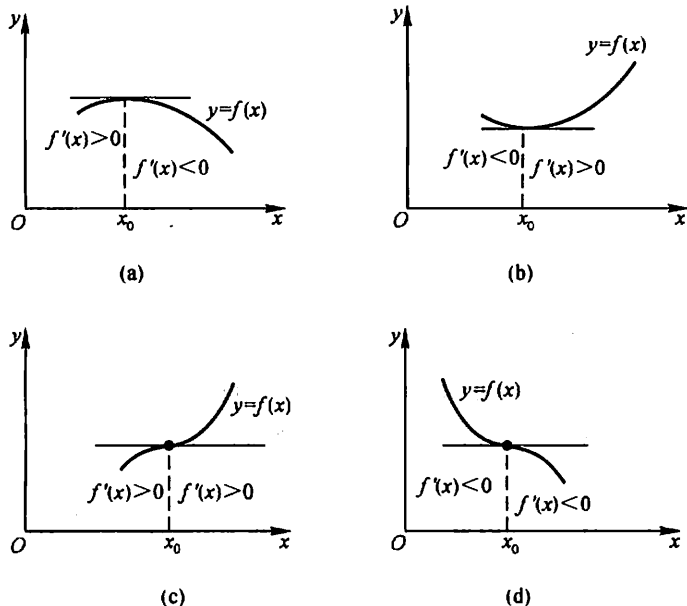 y
y=f(x)
f'(x)>0
f'(x)<0
O
x₀
x
(a)
y
y=f(x)
f'(x)<0
f'(x)>0
O
x₀
x
(b)
y
y=f(x)
f'(x)>0
f'(x)>0
O
x₀
x
(c)
y
y=f(x)
f'(x)<0
f'(x)<0
O
x₀
x
(d)